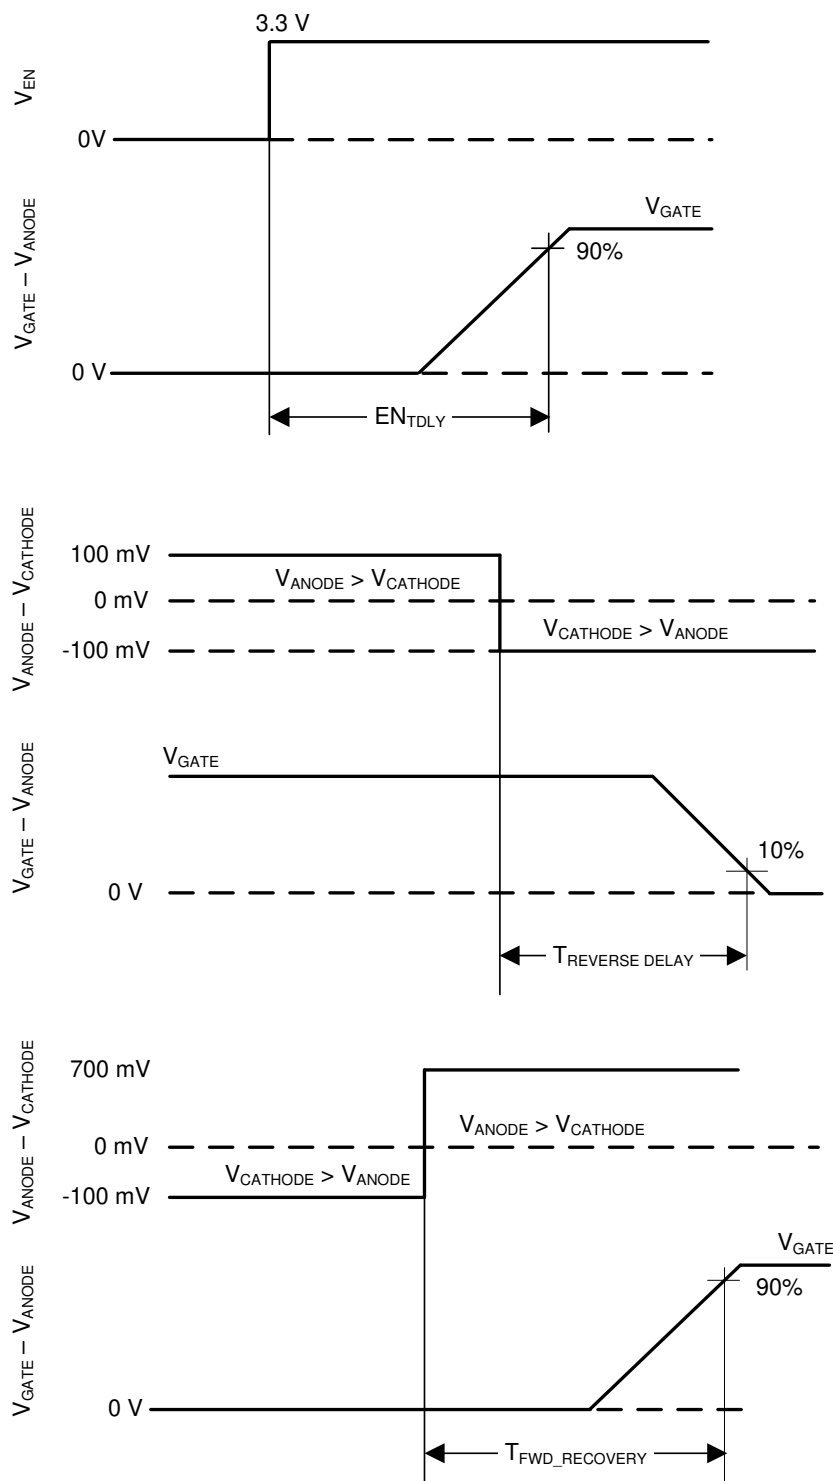 3.3 V
V_EN
0V
V_GATE – V_ANODE
V_GATE
90%
0 V
EN_TDLY
V_ANODE – V_CATHODE
100 mV
V_ANODE > V_CATHODE
0 mV
V_CATHODE > V_ANODE
-100 mV
V_GATE – V_ANODE
V_GATE
10%
0 V
T_REVERSE DELAY
V_ANODE – V_CATHODE
700 mV
V_ANODE > V_CATHODE
0 mV
V_CATHODE > V_ANODE
-100 mV
V_GATE – V_ANODE
V_GATE
90%
0 V
T_FWD_RECOVERY